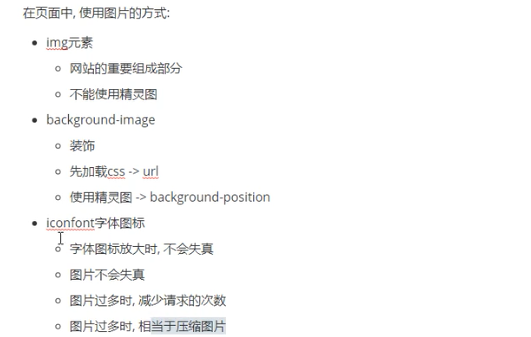 在页面中, 使用图片的方式:
img元素
网站的重要组成部分
不能使用精灵图
background-image
装饰
先加载css -> url
使用精灵图 -> background-position
iconfont字体图标
字体图标放大时, 不会失真
图片不会失真
图片过多时, 减少请求的次数
图片过多时, 相当于压缩图片